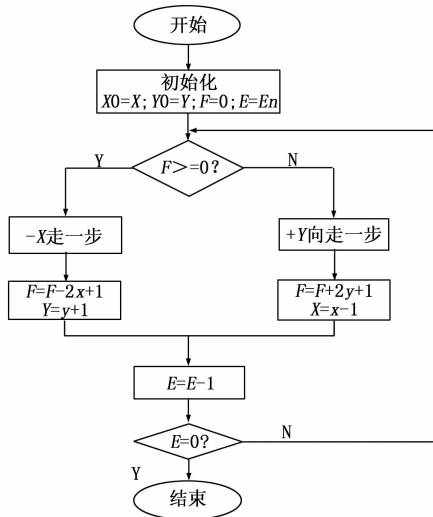 开始
初始化
X0=X;Y0=Y;F=0;E=En
F>=0?
Y
N
-X走一步
+Y向走一步
F=F-2x+1
Y=y+1
F=F+2y+1
X=x-1
E=E-1
E=0?
N
Y
结束